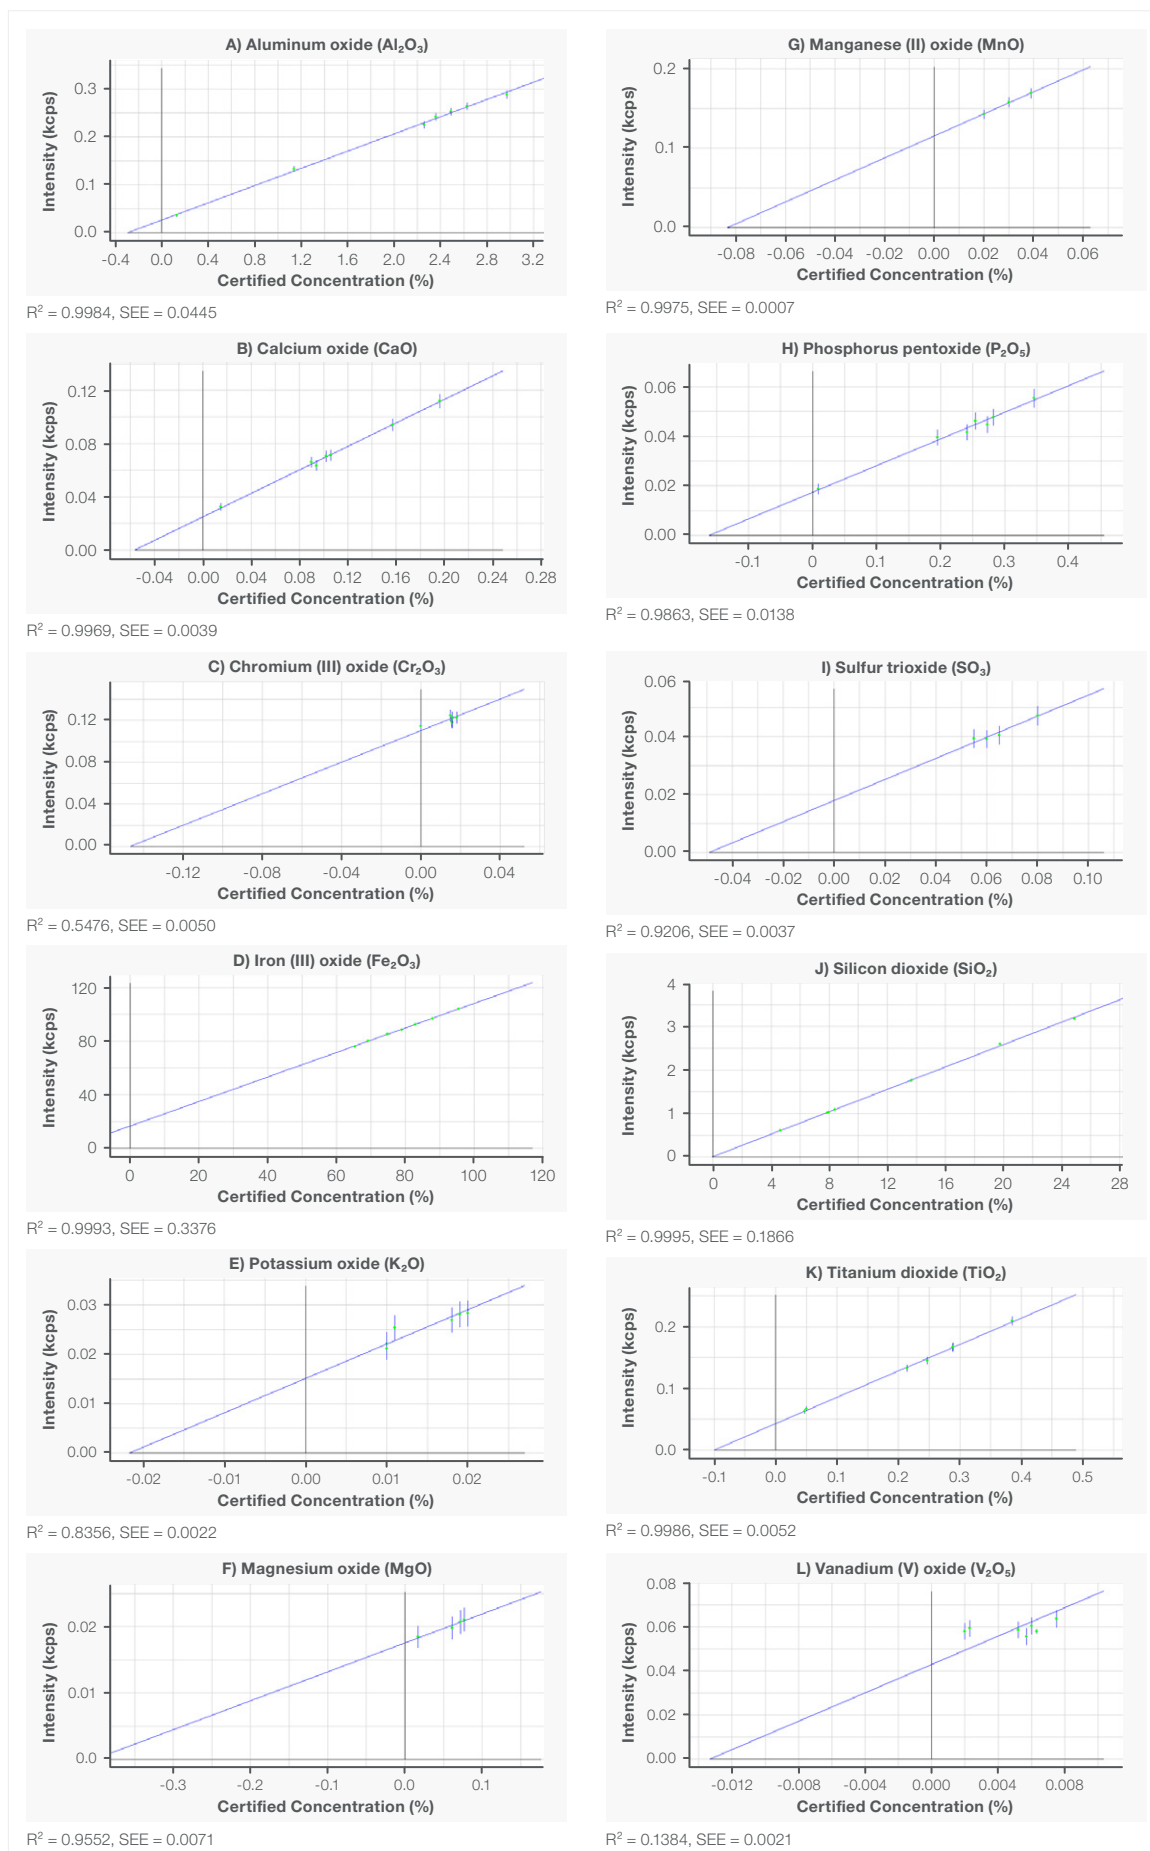 A) Aluminum oxide (Al₂O₃)
Intensity (kcps)
0.3
0.2
0.1
0.0
-0.4 0.0 0.4 0.8 1.2 1.6 2.0 2.4 2.8 3.2
Certified Concentration (%)
R² = 0.9984, SEE = 0.0445
B) Calcium oxide (CaO)
Intensity (kcps)
0.12
0.08
0.04
0.00
-0.04 0.00 0.04 0.08 0.12 0.16 0.20 0.24 0.28
Certified Concentration (%)
R² = 0.9969, SEE = 0.0039
C) Chromium (III) oxide (Cr₂O₃)
Intensity (kcps)
0.12
0.08
0.04
0.00
-0.12 -0.08 -0.04 0.00 0.04
Certified Concentration (%)
R² = 0.5476, SEE = 0.0050
D) Iron (III) oxide (Fe₂O₃)
Intensity (kcps)
120
80
40
0
0 20 40 60 80 100 120
Certified Concentration (%)
R² = 0.9993, SEE = 0.3376
E) Potassium oxide (K₂O)
Intensity (kcps)
0.03
0.02
0.01
0.00
-0.02 -0.01 0.00 0.01 0.02
Certified Concentration (%)
R² = 0.8356, SEE = 0.0022
F) Magnesium oxide (MgO)
Intensity (kcps)
0.02
0.01
0.0
-0.3 -0.2 -0.1 0.0 0.1
Certified Concentration (%)
R² = 0.9552, SEE = 0.0071
G) Manganese (II) oxide (MnO)
Intensity (kcps)
0.2
0.1
0.0
-0.08 -0.06 -0.04 -0.02 0.00 0.02 0.04 0.06
Certified Concentration (%)
R² = 0.9975, SEE = 0.0007
H) Phosphorus pentoxide (P₂O₅)
Intensity (kcps)
0.06
0.04
0.02
0.00
-0.1 0 0.1 0.2 0.3 0.4
Certified Concentration (%)
R² = 0.9863, SEE = 0.0138
I) Sulfur trioxide (SO₃)
Intensity (kcps)
0.06
0.04
0.02
0.00
-0.04 -0.02 0.00 0.02 0.04 0.06 0.08 0.10
Certified Concentration (%)
R² = 0.9206, SEE = 0.0037
J) Silicon dioxide (SiO₂)
Intensity (kcps)
4
3
2
1
0
0 4 8 12 16 20 24 28
Certified Concentration (%)
R² = 0.9995, SEE = 0.1866
K) Titanium dioxide (TiO₂)
Intensity (kcps)
0.2
0.1
0.0
-0.1 0.0 0.1 0.2 0.3 0.4 0.5
Certified Concentration (%)
R² = 0.9986, SEE = 0.0052
L) Vanadium (V) oxide (V₂O₅)
Intensity (kcps)
0.08
0.06
0.04
0.02
0.00
-0.012 -0.008 -0.004 0.000 0.004 0.008
Certified Concentration (%)
R² = 0.1384, SEE = 0.0021